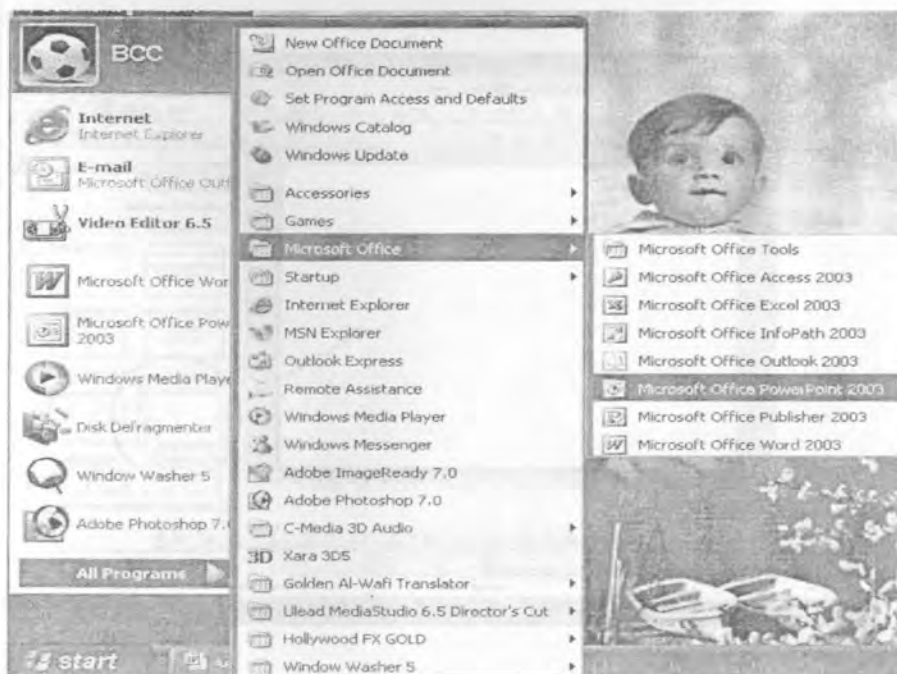 BCC
Internet
Internet Explorer
E-mail
Microsoft Office Outl
Video Editor 6.5
Microsoft Office Wor
Microsoft Office Pow
2003
Windows Media Playe
Disk Defragmenter
Window Washer 5
Adobe Photoshop 7.0
All Programs
start
New Office Document
Open Office Document
Set Program Access and Defaults
Windows Catalog
Windows Update
Accessories
Games
Microsoft Office
Startup
Internet Explorer
MSN Explorer
Outlook Express
Remote Assistance
Windows Media Player
Windows Messenger
Adobe ImageReady 7.0
Adobe Photoshop 7.0
C-Media 3D Audio
3D Xara 3D5
Golden Al-Wafi Translator
Ulead MediaStudio 6.5 Director's Cut
Hollywood FX GOLD
Window Washer 5
Microsoft Office Tools
Microsoft Office Access 2003
Microsoft Office Excel 2003
Microsoft Office InfoPath 2003
Microsoft Office Outlook 2003
Microsoft Office PowerPoint 2003
Microsoft Office Publisher 2003
Microsoft Office Word 2003